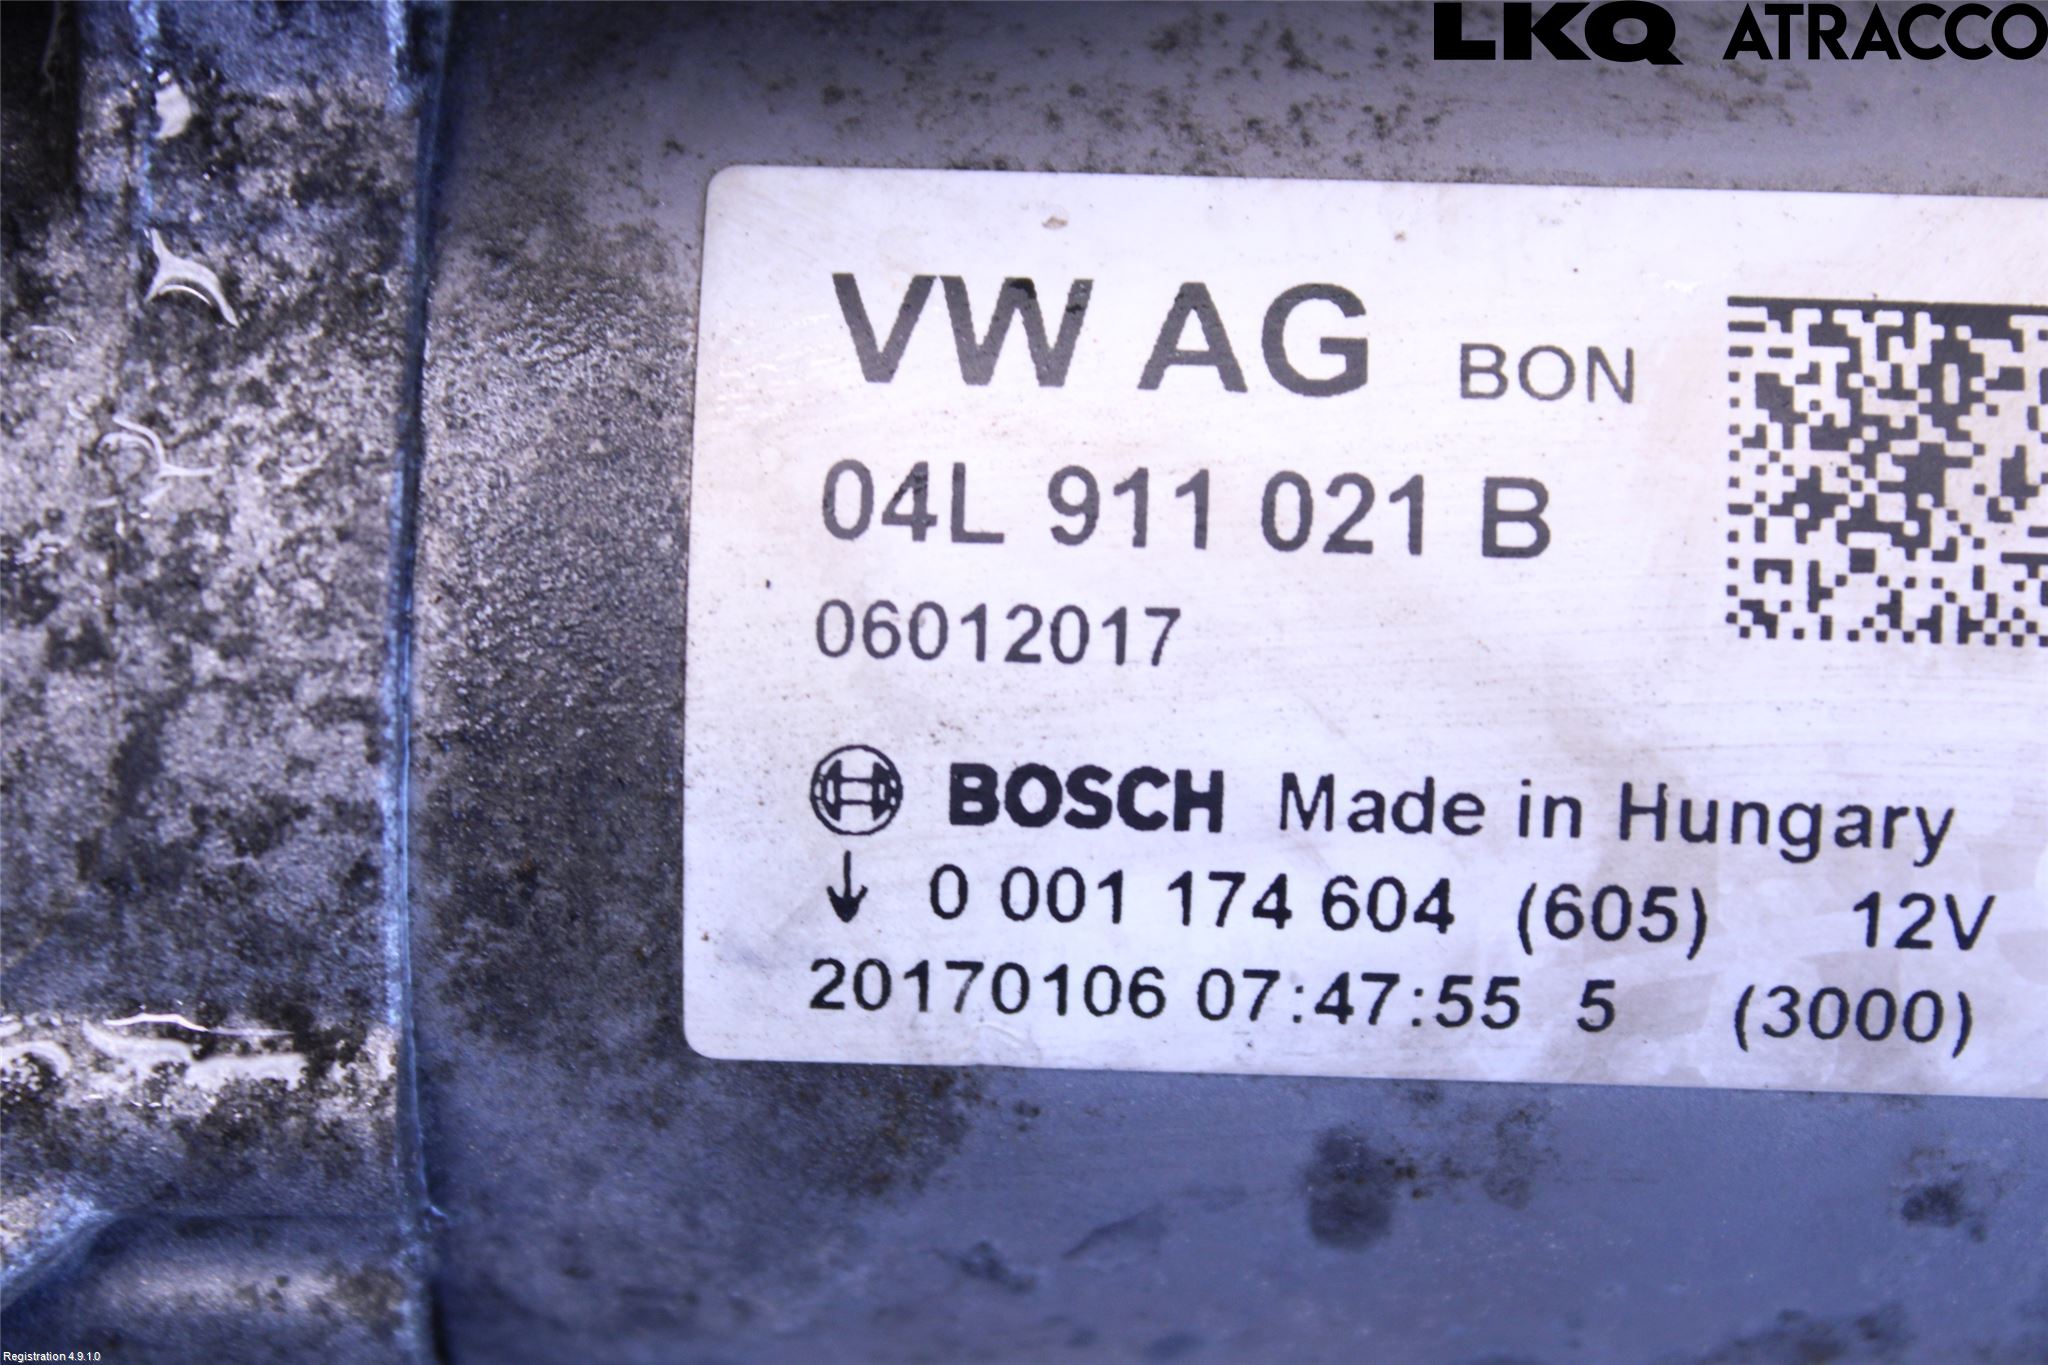 LKQ ATRACCO
VW AG BON
04L 911 021 B
06012017
BOSCH Made in Hungary
0 001 174 604 (605) 12V
20170106 07:47:55 5 (3000)
Registration 4.9.1.0